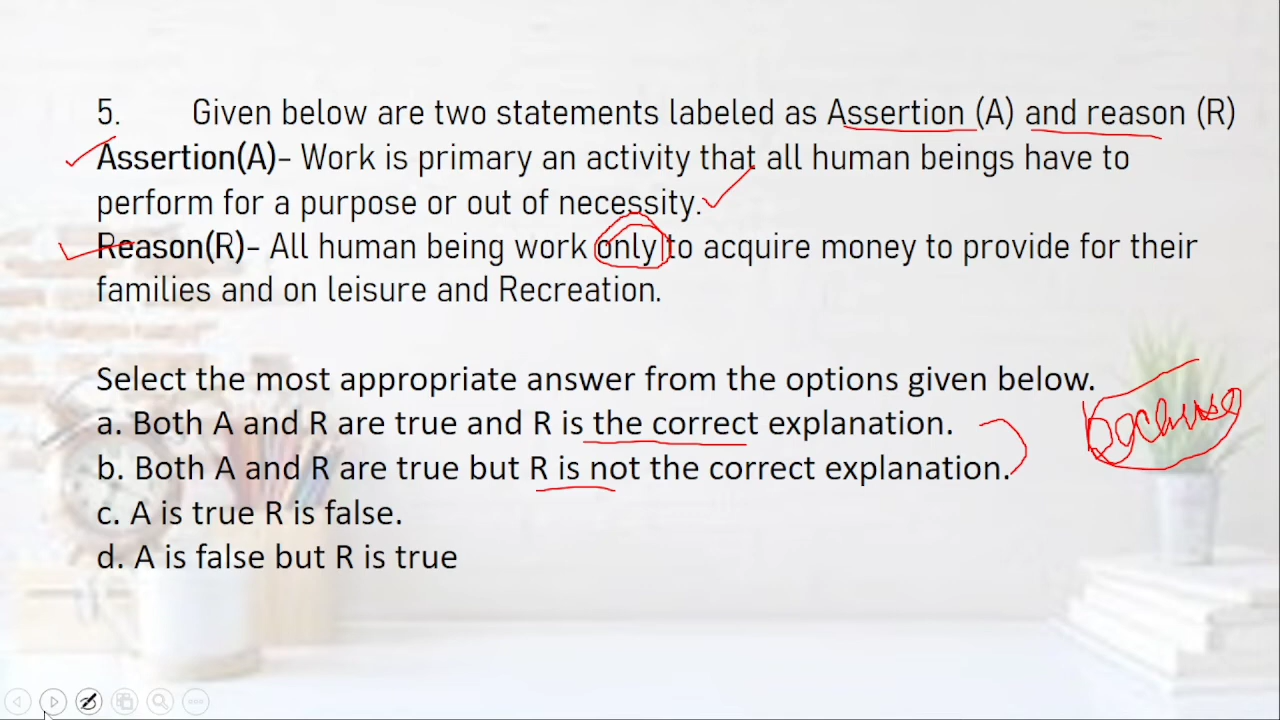 5. Given below are two statements labeled as Assertion (A) and reason (R)
Assertion(A)- Work is primary an activity that all human beings have to
perform for a purpose or out of necessity.
Reason(R)- All human being work only to acquire money to provide for their
families and on leisure and Recreation.
Select the most appropriate answer from the options given below.
because
a. Both A and R are true and R is the correct explanation.
b. Both A and R are true but R is not the correct explanation.
c. A is true R is false.
d. A is false but R is true